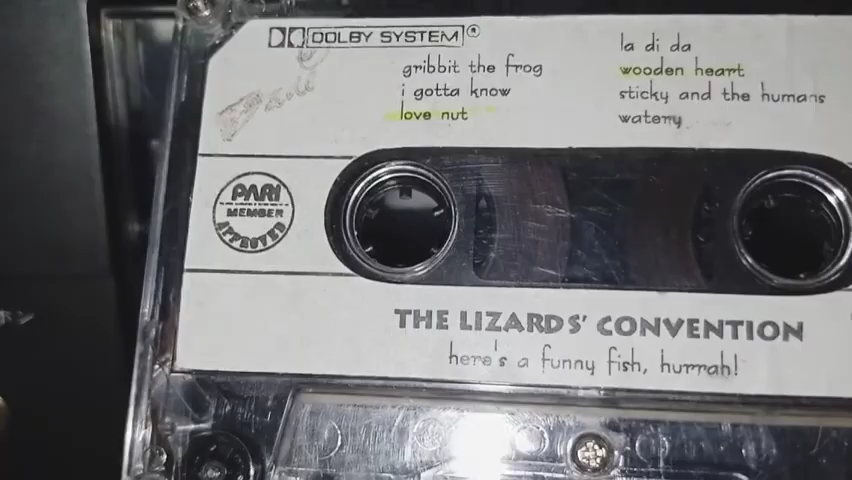 DOLBY SYSTEM®
gribbit the frog
i gotta know
love nut
la di da
wooden heart
sticky and the humans
watery
PARI
MEMBER
APPROVED
THE LIZARDS' CONVENTION
here's a funny fish, hurrah!